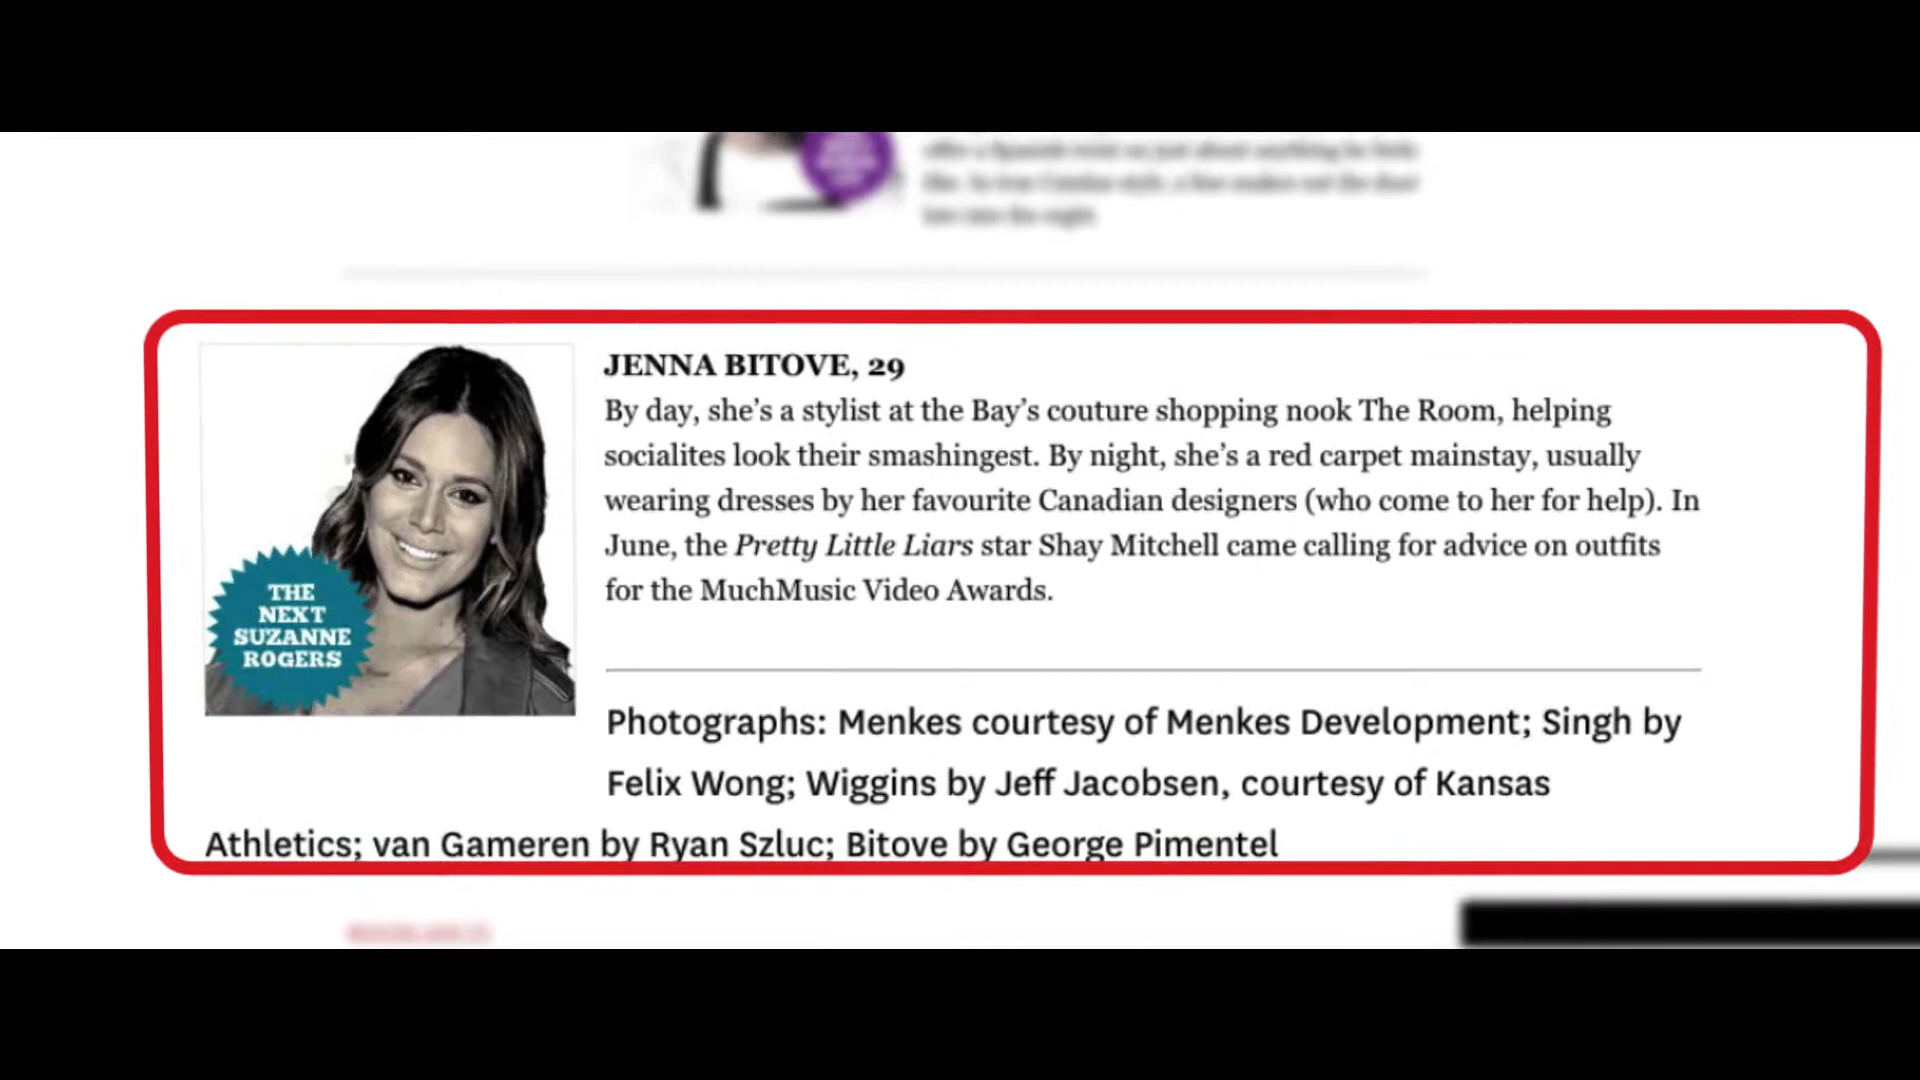 JENNA BITOVE, 29
By day, she’s a stylist at the Bay’s couture shopping nook The Room, helping
socialites look their smashingest. By night, she’s a red carpet mainstay, usually
wearing dresses by her favourite Canadian designers (who come to her for help). In
June, the Pretty Little Liars star Shay Mitchell came calling for advice on outfits
for the MuchMusic Video Awards.
THE
NEXT
SUZANNE
ROGERS
Photographs: Menkes courtesy of Menkes Development; Singh by
Felix Wong; Wiggins by Jeff Jacobsen, courtesy of Kansas
Athletics; van Gameren by Ryan Szluc; Bitove by George Pimentel